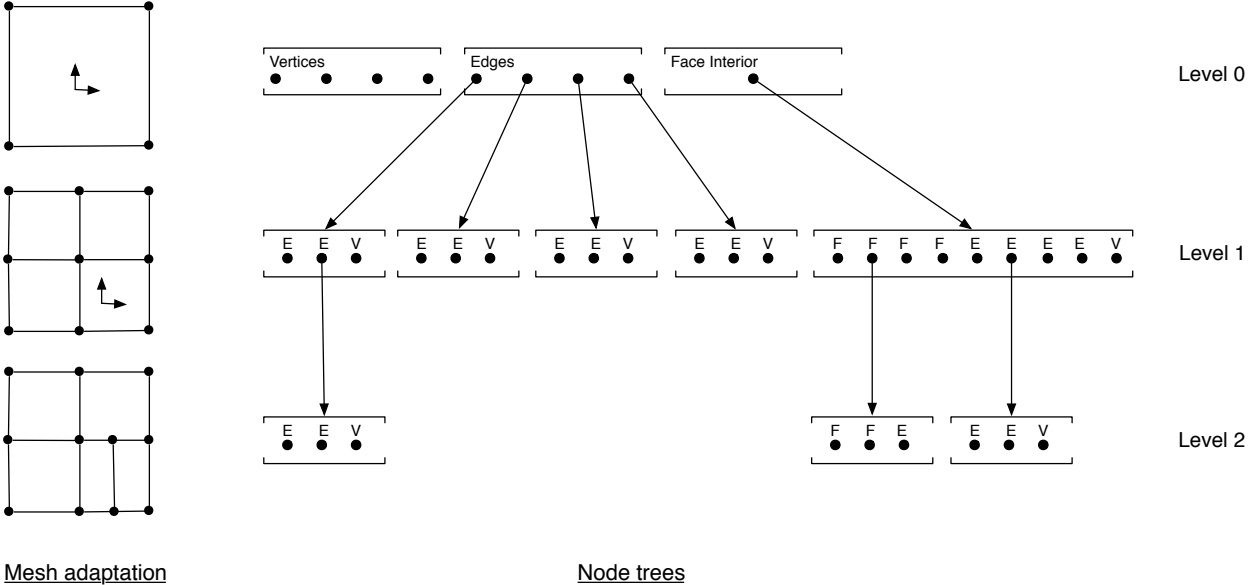 Vertices Edges Face Interior Level 0
E E V E E V E E V E E V F F F F E E E E V Level 1
E E V F F E E E V Level 2
Mesh adaptation Node trees